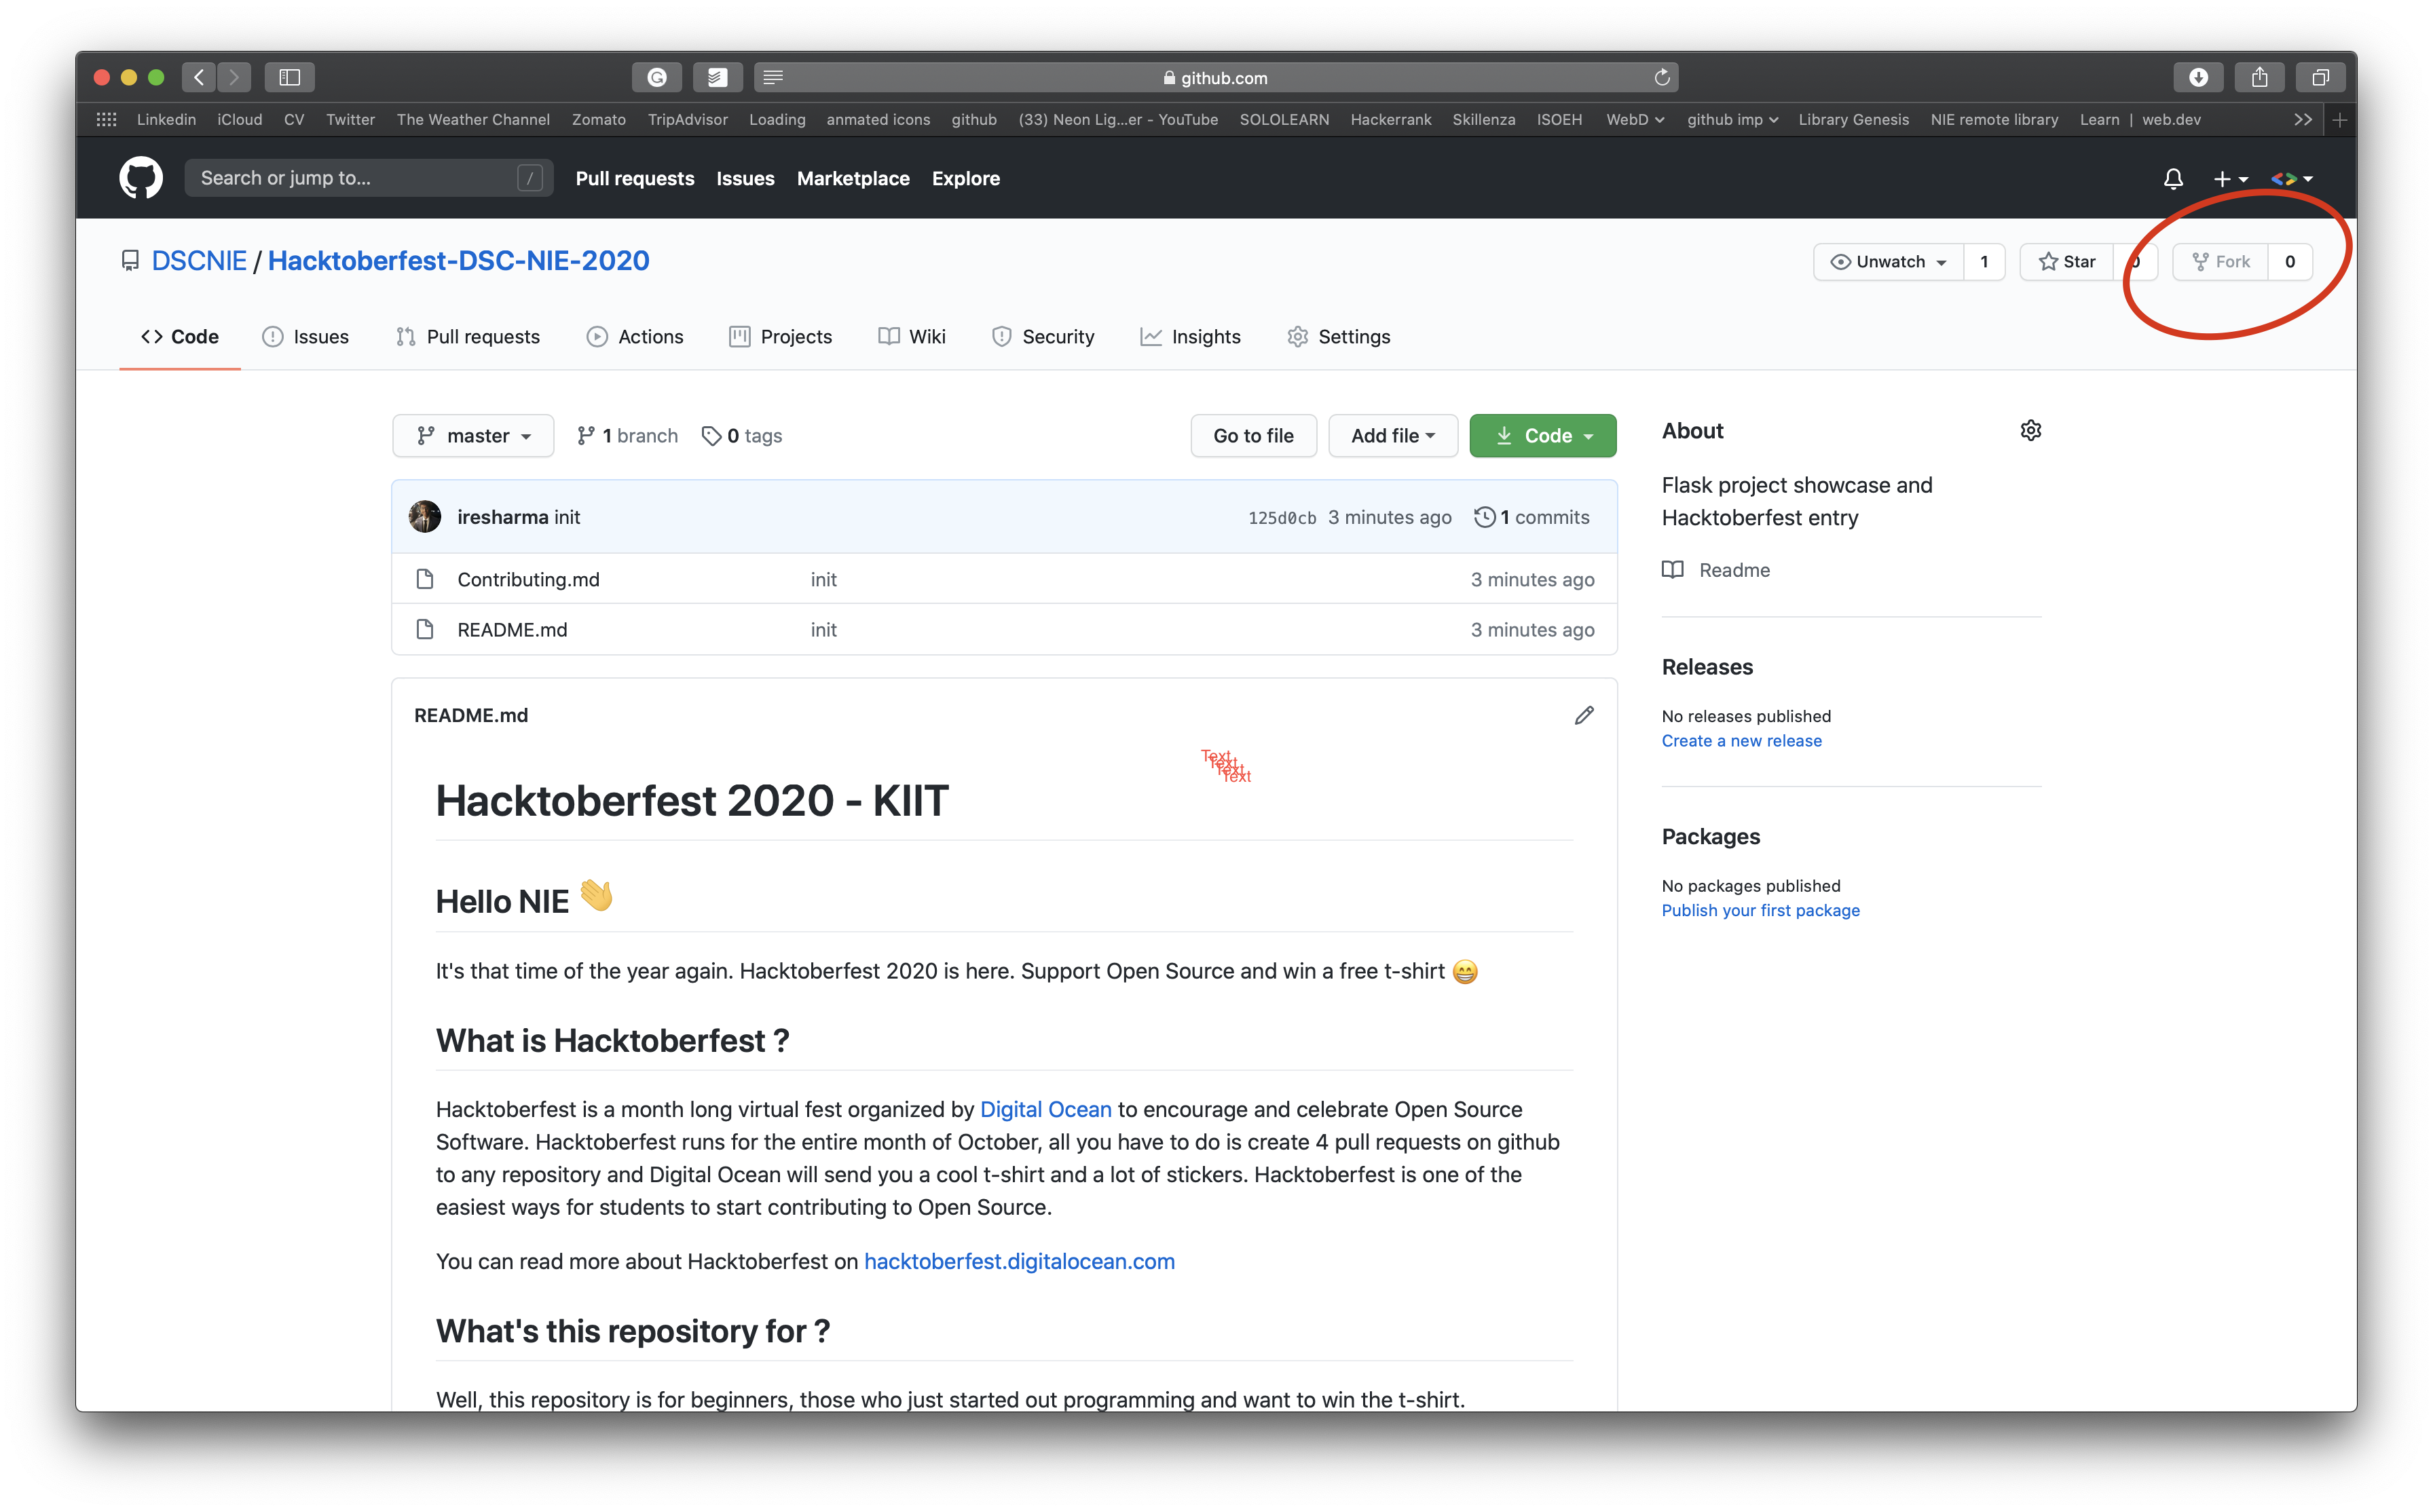 github.com
Linkedin iCloud CV Twitter The Weather Channel Zomato TripAdvisor Loading anmated icons github (33) Neon Lig...er - YouTube SOLOLEARN Hackerrank Skillenza ISOEH WebD github imp Library Genesis NIE remote library Learn | web.dev
Search or jump to... / Pull requests Issues Marketplace Explore
DSCNIE / Hacktoberfest-DSC-NIE-2020 Unwatch 1 Star 0 Fork 0
Code Issues Pull requests Actions Projects Wiki Security Insights Settings
master 1 branch 0 tags Go to file Add file Code
iresharma init 125d0cb 3 minutes ago 1 commits
Contributing.md init 3 minutes ago
README.md init 3 minutes ago
README.md
Text
Text
Text
Text
Hacktoberfest 2020 - KIIT
Hello NIE 👋
It's that time of the year again. Hacktoberfest 2020 is here. Support Open Source and win a free t-shirt 😁
What is Hacktoberfest ?
Hacktoberfest is a month long virtual fest organized by Digital Ocean to encourage and celebrate Open Source
Software. Hacktoberfest runs for the entire month of October, all you have to do is create 4 pull requests on github
to any repository and Digital Ocean will send you a cool t-shirt and a lot of stickers. Hacktoberfest is one of the
easiest ways for students to start contributing to Open Source.
You can read more about Hacktoberfest on hacktoberfest.digitalocean.com
What's this repository for ?
Well, this repository is for beginners, those who just started out programming and want to win the t-shirt.
About
Flask project showcase and
Hacktoberfest entry
Readme
Releases
No releases published
Create a new release
Packages
No packages published
Publish your first package